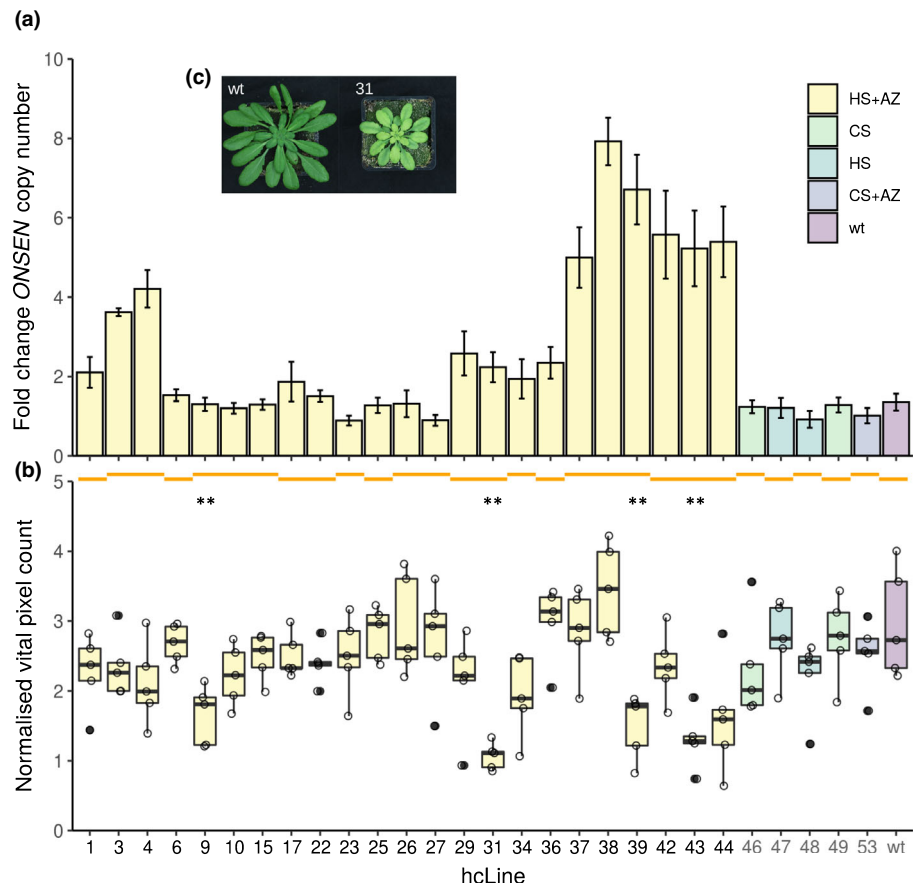 (a)
Fold change ONSEN copy number
10
8
6
4
2
0
(c)
wt
31
HS+AZ
CS
HS
CS+AZ
wt
(b)
Normalised vital pixel count
5
4
3
2
1
0
** ** ** **
1 3 4 6 9 10 15 17 22 23 25 26 27 29 31 34 36 37 38 39 42 43 44 46 47 48 49 53 wt
hcLine